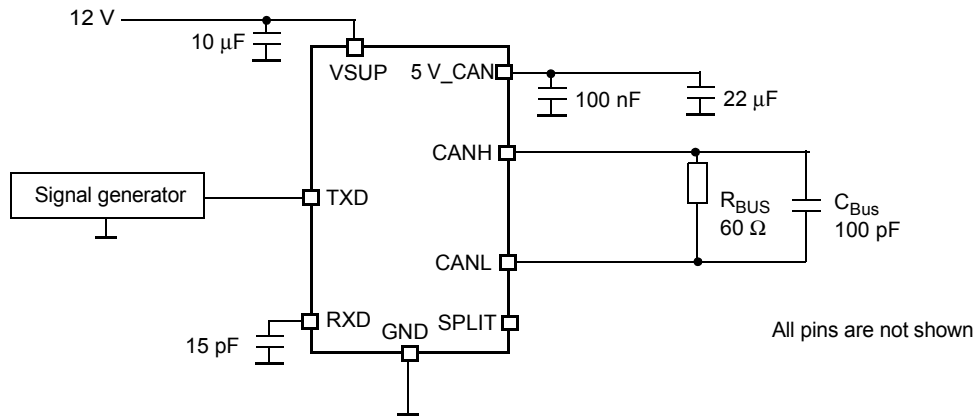 12 V
10 μF
VSUP
5 V_CAN
100 nF
22 μF
CANH
Signal generator
TXD
R_BUS
60 Ω
C_Bus
100 pF
CANL
RXD
GND
SPLIT
15 pF
All pins are not shown